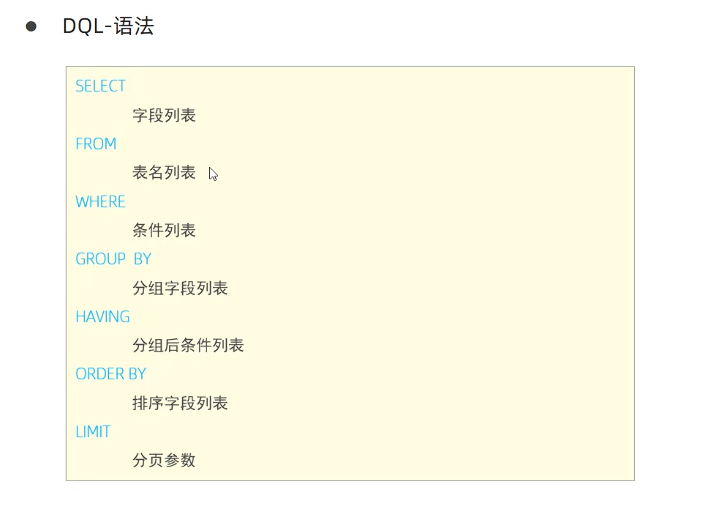 ● DQL-语法
SELECT
字段列表
FROM
表名列表
WHERE
条件列表
GROUP BY
分组字段列表
HAVING
分组后条件列表
ORDER BY
排序字段列表
LIMIT
分页参数